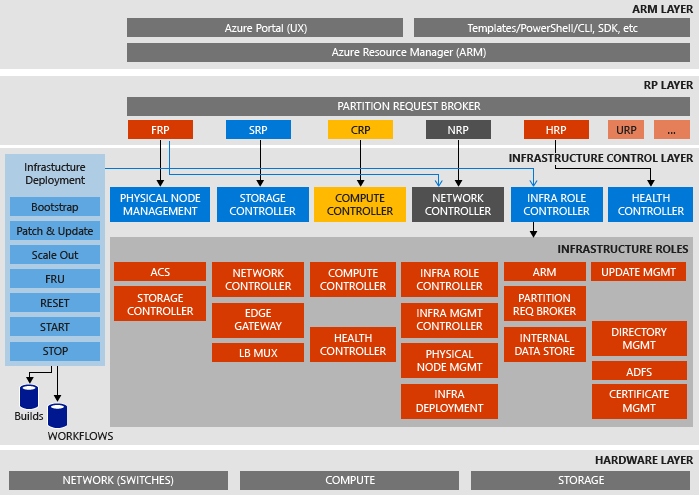 ARM LAYER
Azure Portal (UX)
Templates/PowerShell/CLI, SDK, etc
Azure Resource Manager (ARM)
RP LAYER
PARTITION REQUEST BROKER
FRP
SRP
CRP
NRP
HRP
URP
...
INFRASTRUCTURE CONTROL LAYER
Infrastucture
Deployment
Bootstrap
Patch & Update
Scale Out
FRU
RESET
START
STOP
Builds
WORKFLOWS
PHYSICAL NODE
MANAGEMENT
STORAGE
CONTROLLER
COMPUTE
CONTROLLER
NETWORK
CONTROLLER
INFRA ROLE
CONTROLLER
HEALTH
CONTROLLER
INFRASTRUCTURE ROLES
ACS
STORAGE
CONTROLLER
NETWORK
CONTROLLER
EDGE
GATEWAY
LB MUX
COMPUTE
CONTROLLER
HEALTH
CONTROLLER
INFRA ROLE
CONTROLLER
INFRA MGMT
CONTROLLER
PHYSICAL
NODE MGMT
INFRA
DEPLOYMENT
ARM
PARTITION
REQ BROKER
INTERNAL
DATA STORE
UPDATE MGMT
DIRECTORY
MGMT
ADFS
CERTIFICATE
MGMT
HARDWARE LAYER
NETWORK (SWITCHES)
COMPUTE
STORAGE